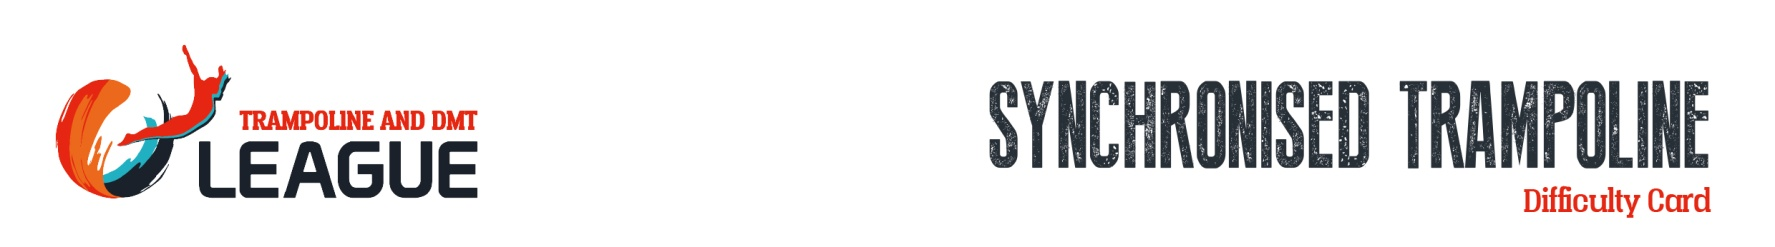 TRAMPOLINE AND DMT
LEAGUE
SYNCHRONISED TRAMPOLINE
Difficulty Card